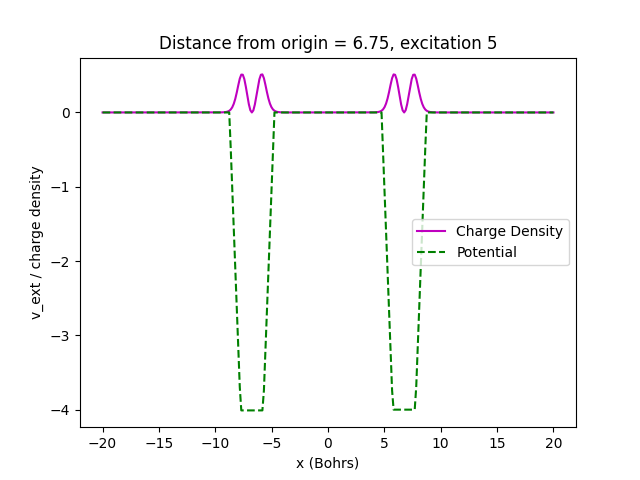 Distance from origin = 6.75, excitation 5
v_ext / charge density
0
−1
−2
−3
−4
Charge Density
Potential
−20
−15
−10
−5
0
5
10
15
20
x (Bohrs)